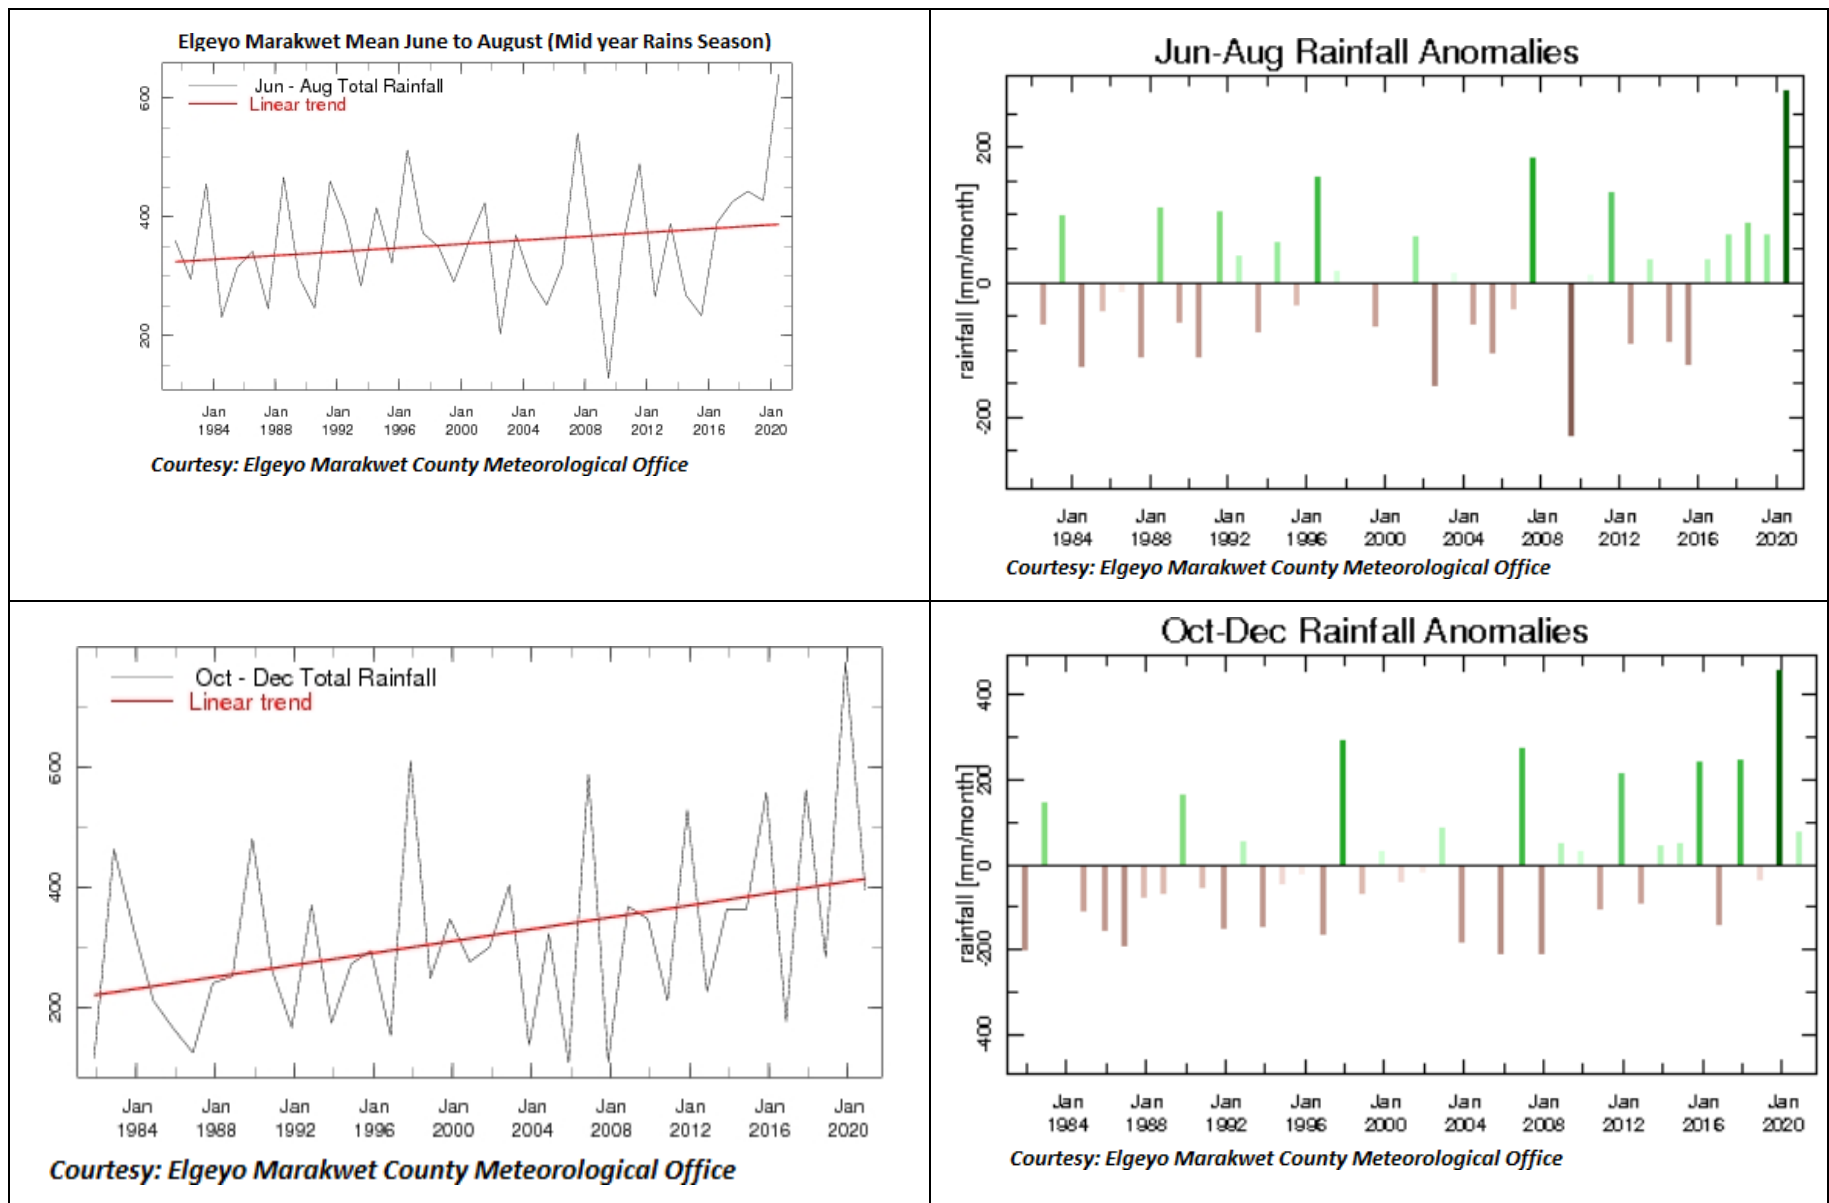 Elgeyo Marakwet Mean June to August (Mid year Rains Season)
Jun - Aug Total Rainfall
Linear trend
600
400
200
Jan Jan Jan Jan Jan Jan Jan Jan Jan Jan
1984 1988 1992 1996 2000 2004 2008 2012 2016 2020
Courtesy: Elgeyo Marakwet County Meteorological Office
Jun-Aug Rainfall Anomalies
rainfall [mm/month]
200
0
-200
Jan Jan Jan Jan Jan Jan Jan Jan Jan Jan
1984 1988 1992 1996 2000 2004 2008 2012 2016 2020
Courtesy: Elgeyo Marakwet County Meteorological Office
Oct - Dec Total Rainfall
Linear trend
600
400
200
Jan Jan Jan Jan Jan Jan Jan Jan Jan Jan
1984 1988 1992 1996 2000 2004 2008 2012 2016 2020
Courtesy: Elgeyo Marakwet County Meteorological Office
Oct-Dec Rainfall Anomalies
rainfall [mm/month]
400
200
0
-200
-400
Jan Jan Jan Jan Jan Jan Jan Jan Jan Jan
1984 1988 1992 1996 2000 2004 2008 2012 2016 2020
Courtesy: Elgeyo Marakwet County Meteorological Office